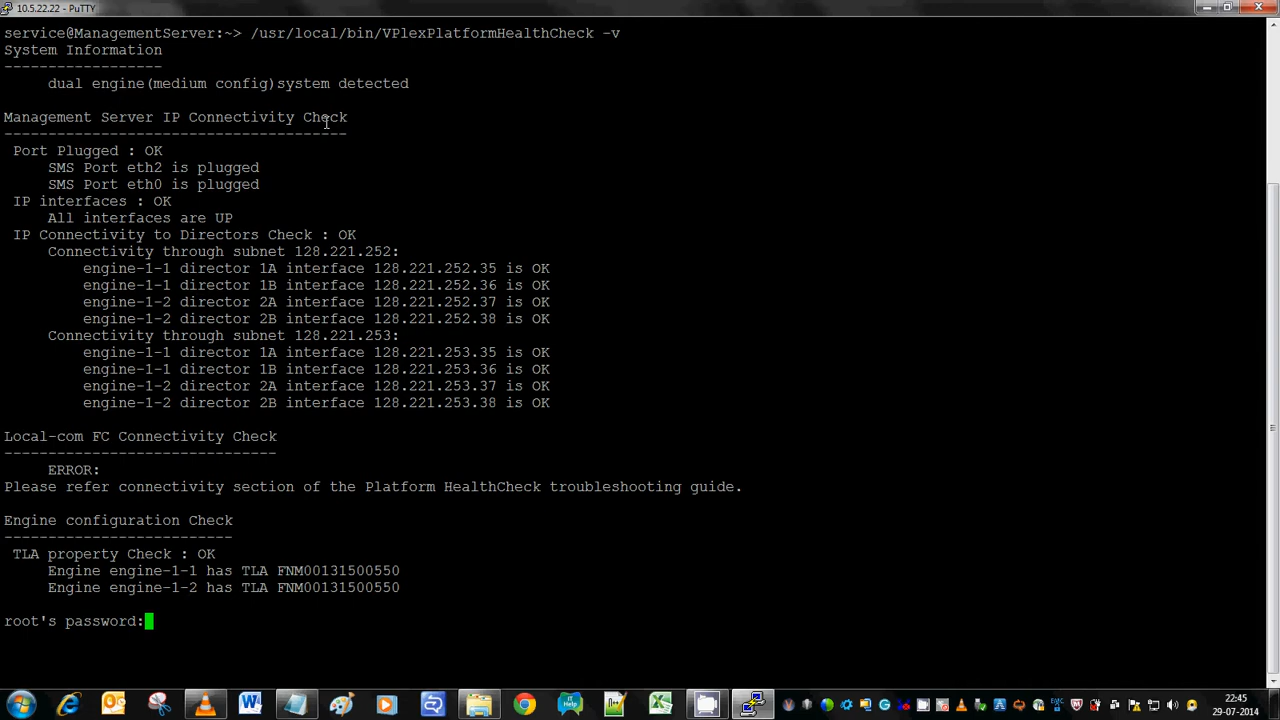 10.5.22.22 - PuTTY
service@ManagementServer:~> /usr/local/bin/VPlexPlatformHealthCheck -v
System Information
------------------
dual engine(medium config)system detected
Management Server IP Connectivity Check
---------------------------------------
Port Plugged : OK
SMS Port eth2 is plugged
SMS Port eth0 is plugged
IP interfaces : OK
All interfaces are UP
IP Connectivity to Directors Check : OK
Connectivity through subnet 128.221.252:
engine-1-1 director 1A interface 128.221.252.35 is OK
engine-1-1 director 1B interface 128.221.252.36 is OK
engine-1-2 director 2A interface 128.221.252.37 is OK
engine-1-2 director 2B interface 128.221.252.38 is OK
Connectivity through subnet 128.221.253:
engine-1-1 director 1A interface 128.221.253.35 is OK
engine-1-1 director 1B interface 128.221.253.36 is OK
engine-1-2 director 2A interface 128.221.253.37 is OK
engine-1-2 director 2B interface 128.221.253.38 is OK
Local-com FC Connectivity Check
-------------------------------
ERROR:
Please refer connectivity section of the Platform HealthCheck troubleshooting guide.
Engine configuration Check
--------------------------
TLA property Check : OK
Engine engine-1-1 has TLA FNM00131500550
Engine engine-1-2 has TLA FNM00131500550
root's password:
Help
22:45
29-07-2014